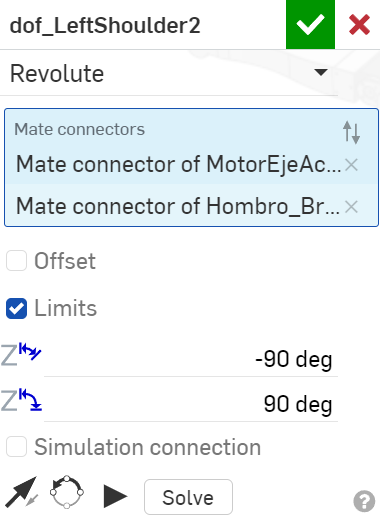 dof_LeftShoulder2
Revolute
Mate connectors
Mate connector of MotorEjeAc...
Mate connector of Hombro_Br...
Offset
Limits
Z -90 deg
Z 90 deg
Simulation connection
Solve